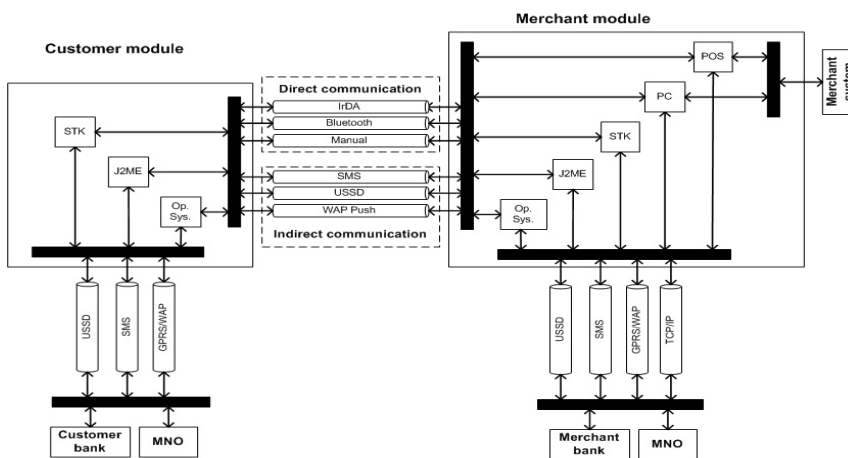 Merchant module
Customer module
Direct communication
IrDA
Bluetooth
Manual
SMS
USSD
WAP Push
Indirect communication
STK
J2ME
Op.
Sys.
POS
PC
STK
J2ME
Op.
Sys.
Merchant
system
USSD
SMS
GPRS/WAP
USSD
SMS
GPRS/WAP
TCP/IP
Customer
bank
MNO
Merchant
bank
MNO